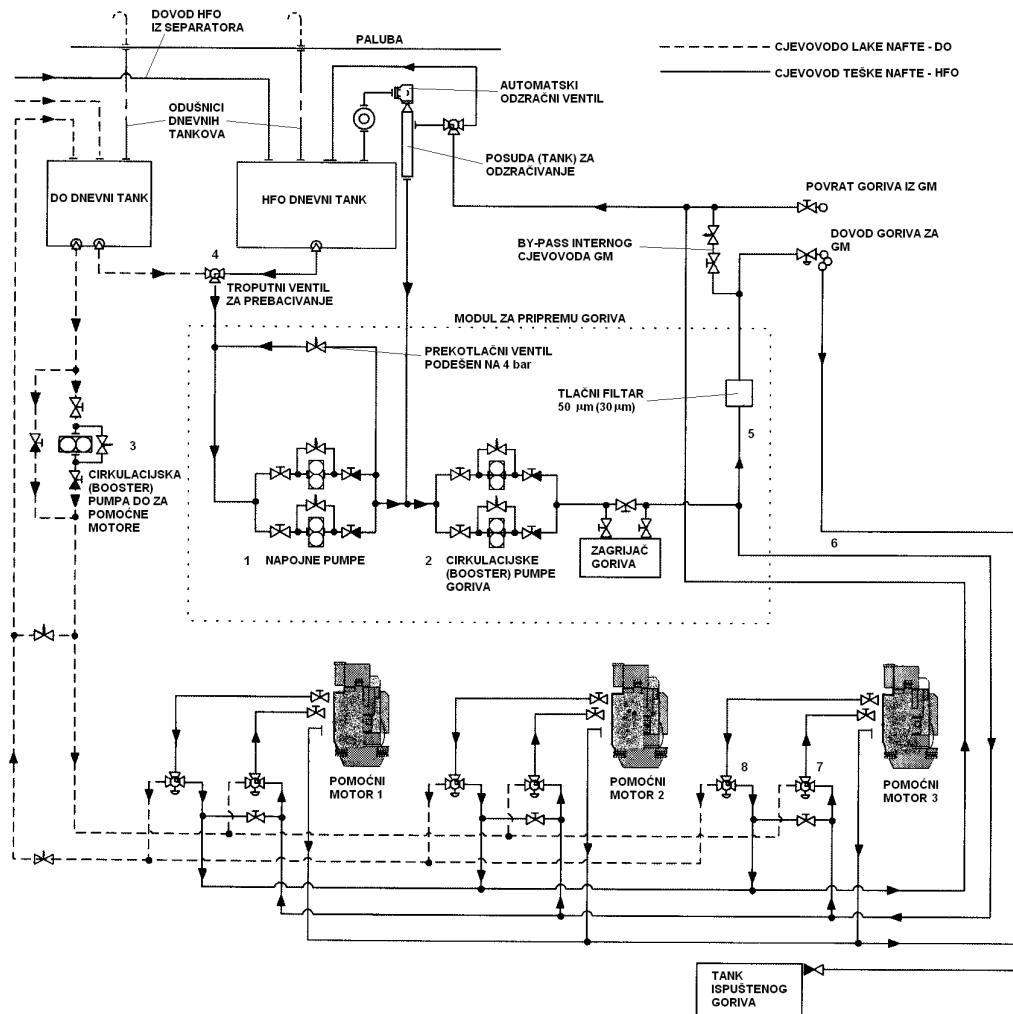 DOVOD HFO
IZ SEPARATORA
PALUBA
CJEVOVODO LAKE NAFTE - DO
CJEVOVOD TEŠKE NAFTE - HFO
AUTOMATSKI
ODZRAČNI VENTIL
ODUŠNICI
DNEVNIH
TANKOVA
POSUDA (TANK) ZA
ODZRAČIVANJE
DO DNEVNI TANK
HFO DNEVNI TANK
POVRAT GORIVA IZ GM
DOVOD GORIVA ZA
GM
BY-PASS INTERNOG
CJEVOVODA GM
4
TROPUTNI VENTIL
ZA PREBACIVANJE
MODUL ZA PRIPREMU GORIVA
PREKOTLAČNI VENTIL
PODEŠEN NA 4 bar
TLAČNI FILTAR
50 µm (30 µm)
5
3
CIRKULACIJSKA
(BOOSTER)
PUMPA DO ZA
POMOĆNE
MOTORE
1 NAPOJNE PUMPE
2 CIRKULACIJSKE
(BOOSTER) PUMPE
GORIVA
ZAGRIJAČ
GORIVA
6
POMOĆNI
MOTOR 1
POMOĆNI
MOTOR 2
8
7
POMOĆNI
MOTOR 3
TANK
ISPUŠTENOG
GORIVA